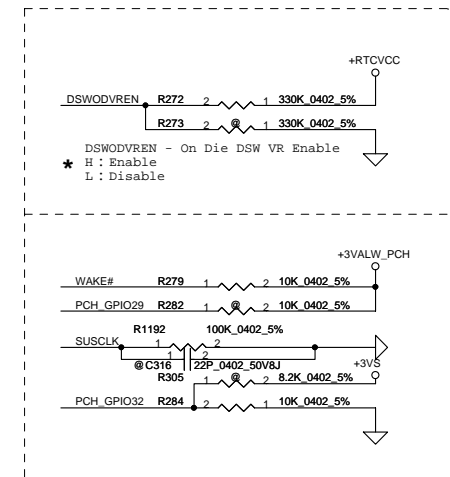 +RTCVCC
DSWODVREN R272 2 1 330K_0402_5%
R273 2 @ 1 330K_0402_5%
DSWODVREN - On Die DSW VR Enable
* H：Enable
L：Disable
+3VALW_PCH
WAKE# R279 1 2 10K_0402_5%
PCH_GPIO29 R282 1 @ 2 10K_0402_5%
R1192 100K_0402_5%
SUSCLK 1 2
1 2
@C316 22P_0402_50V8J
+3VS
R305 1 @ 2 8.2K_0402_5%
PCH_GPIO32 R284 2 1 10K_0402_5%